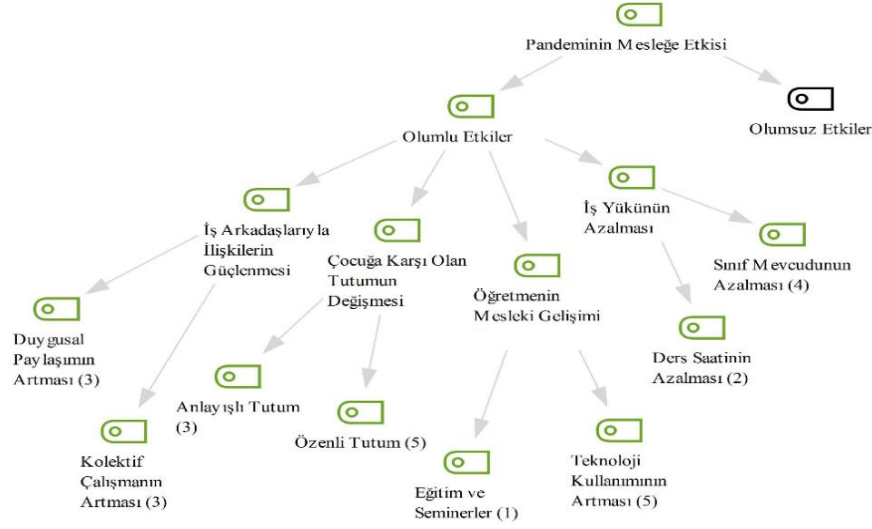 Pandeminin Mesleğe Etkisi
Olumlu Etkiler
Olumsuz Etkiler
İş Arkadaşlarıyla
İlişkilerin
Güçlenmesi
Çocuğa Karşı Olan
Tutumun
Değişmesi
Öğretmenin
Mesleki Gelişimi
İş Yükünün
Azalması
Sınıf Mevcudunun
Azalması (4)
Duygusal
Paylaşımın
Artması (3)
Kolektif
Çalışmanın
Artması (3)
Anlayışlı Tutum
(3)
Özenli Tutum (5)
Eğitim ve
Seminerler (1)
Teknoloji
Kullanımının
Artması (5)
Ders Saatinin
Azalması (2)